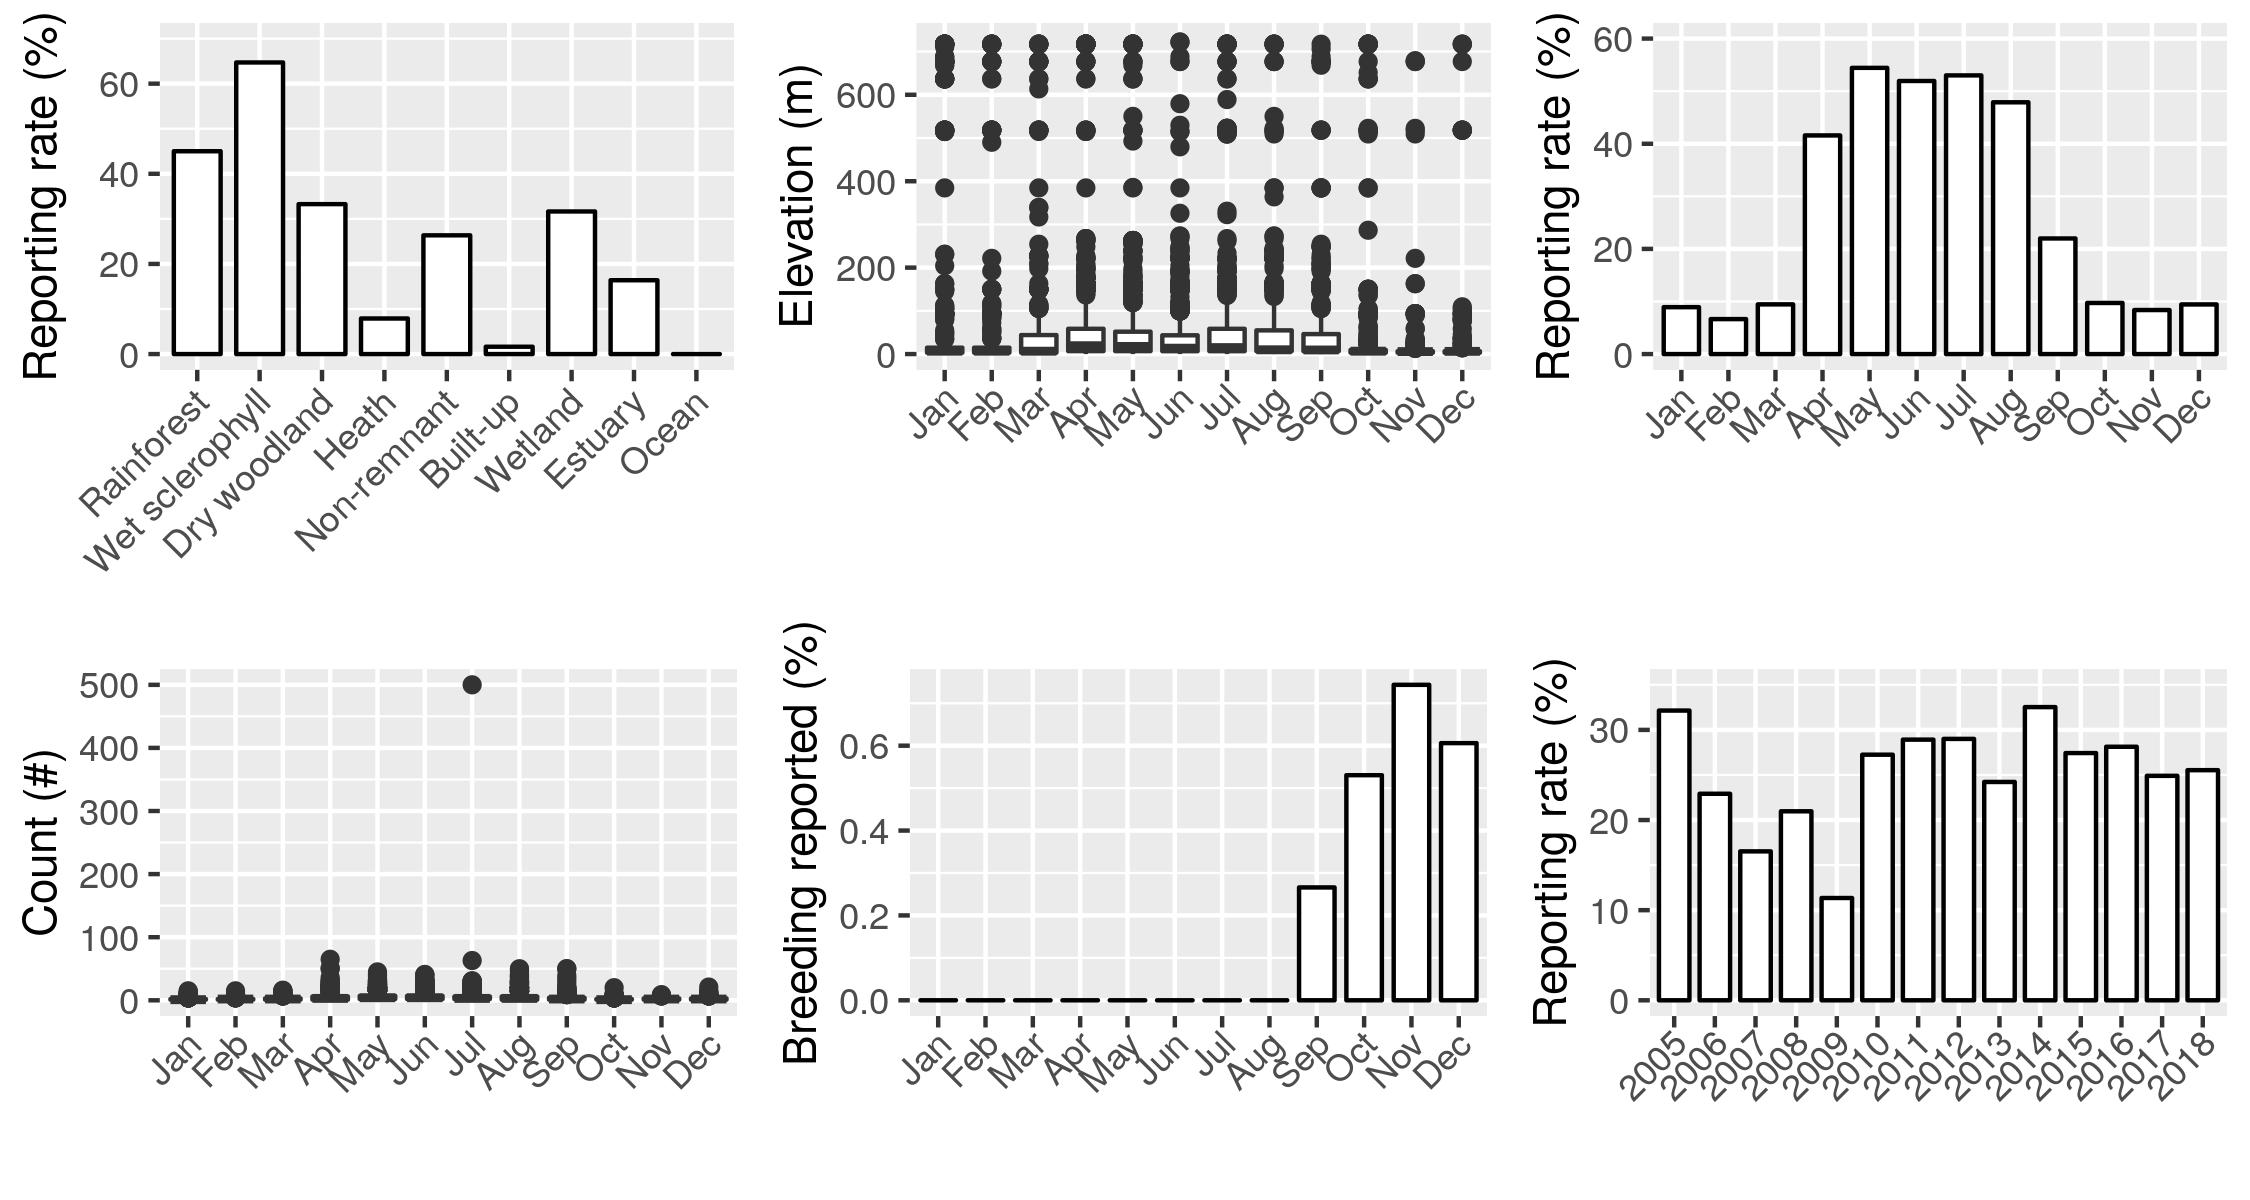 Reporting rate (%)
60
40
20
0
Rainforest
Wet sclerophyll
Dry woodland
Heath
Non-remnant
Built-up
Wetland
Estuary
Ocean
Elevation (m)
600
400
200
0
Jan
Feb
Mar
Apr
May
Jun
Jul
Aug
Sep
Oct
Nov
Dec
Reporting rate (%)
60
40
20
0
Jan
Feb
Mar
Apr
May
Jun
Jul
Aug
Sep
Oct
Nov
Dec
Count (#)
500
400
300
200
100
0
Jan
Feb
Mar
Apr
May
Jun
Jul
Aug
Sep
Oct
Nov
Dec
Breeding reported (%)
0.6
0.4
0.2
0.0
Jan
Feb
Mar
Apr
May
Jun
Jul
Aug
Sep
Oct
Nov
Dec
Reporting rate (%)
30
20
10
0
2005
2006
2007
2008
2009
2010
2011
2012
2013
2014
2015
2016
2017
2018